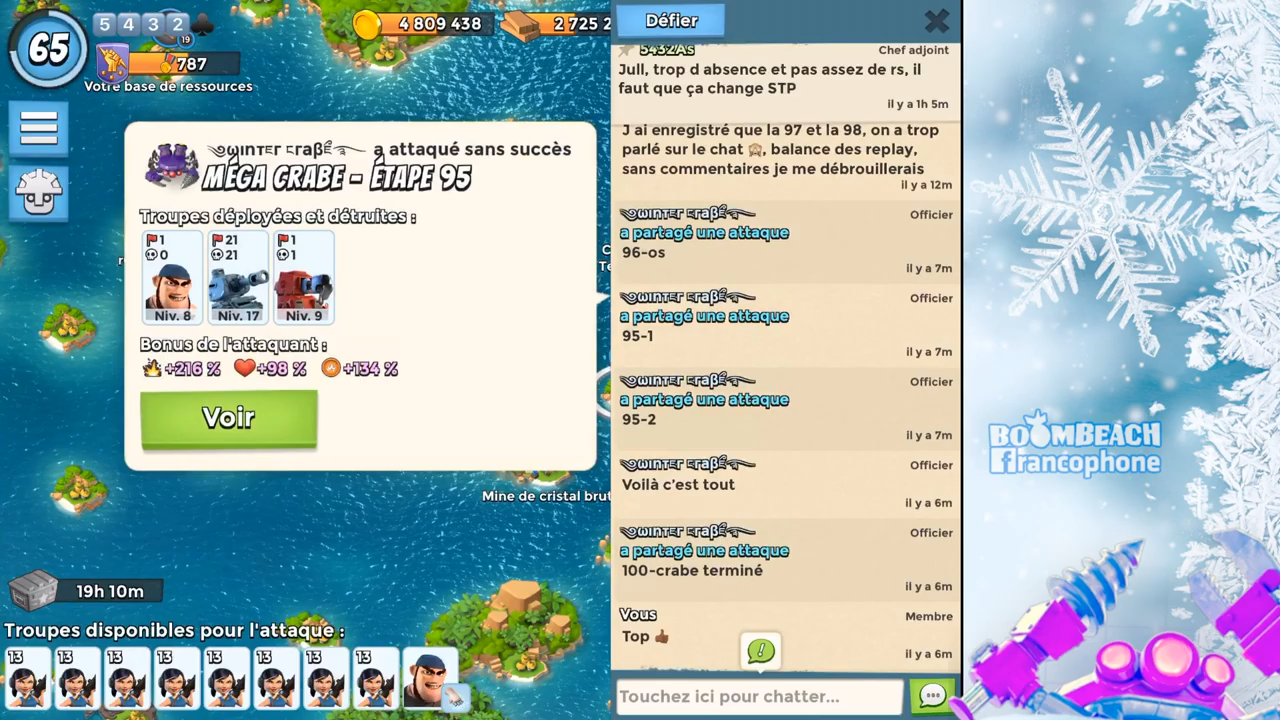 65
5 4 3 2
19
787
Votre base de ressources
4 809 438
2 725 2
a attaqué sans succès
MÉGA CRABE - ÉTAPE 95
Troupes déployées et détruites :
1
0
Niv. 8
21
21
Niv. 17
1
1
Niv. 9
Bonus de l'attaquant :
+216 % +98 % +134 %
Voir
Mine de cristal brut
19h 10m
Troupes disponibles pour l'attaque :
13 13 13 13 13 13 13 13
Défier
5432As
Chef adjoint
Jull, trop d absence et pas assez de rs, il
faut que ça change STP
il y a 1h 5m
J ai enregistré que la 97 et la 98, on a trop
parlé sur le chat 🙊, balance des replay,
sans commentaires je me débrouillerais
il y a 12m
Officier
a partagé une attaque
96-os
il y a 7m
Officier
a partagé une attaque
95-1
il y a 7m
Officier
a partagé une attaque
95-2
il y a 7m
Officier
Voilà c'est tout
il y a 6m
Officier
a partagé une attaque
100-crabe terminé
il y a 6m
Vous
Membre
Top 👍🏾
il y a 6m
Touchez ici pour chatter...
BOOMBEACH
francophone